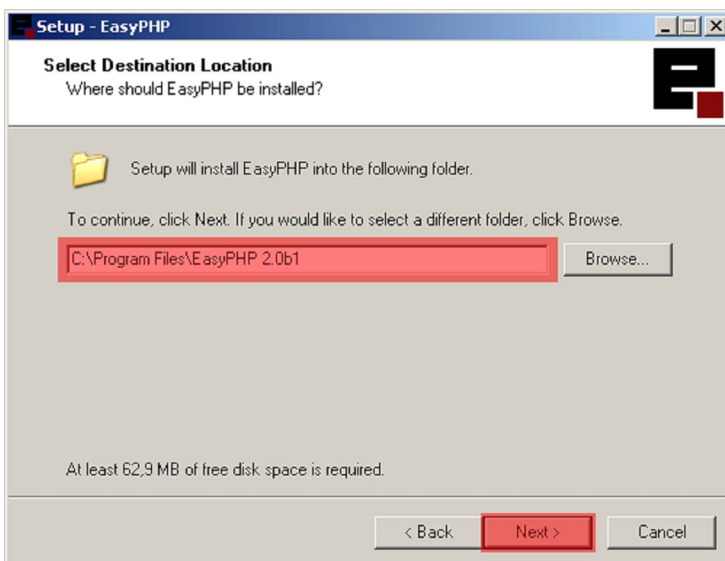 Setup - EasyPHP
Select Destination Location
Where should EasyPHP be installed?
Setup will install EasyPHP into the following folder.
To continue, click Next. If you would like to select a different folder, click Browse.
C:\Program Files\EasyPHP 2.0b1
Browse...
At least 62,9 MB of free disk space is required.
< Back
Next >
Cancel